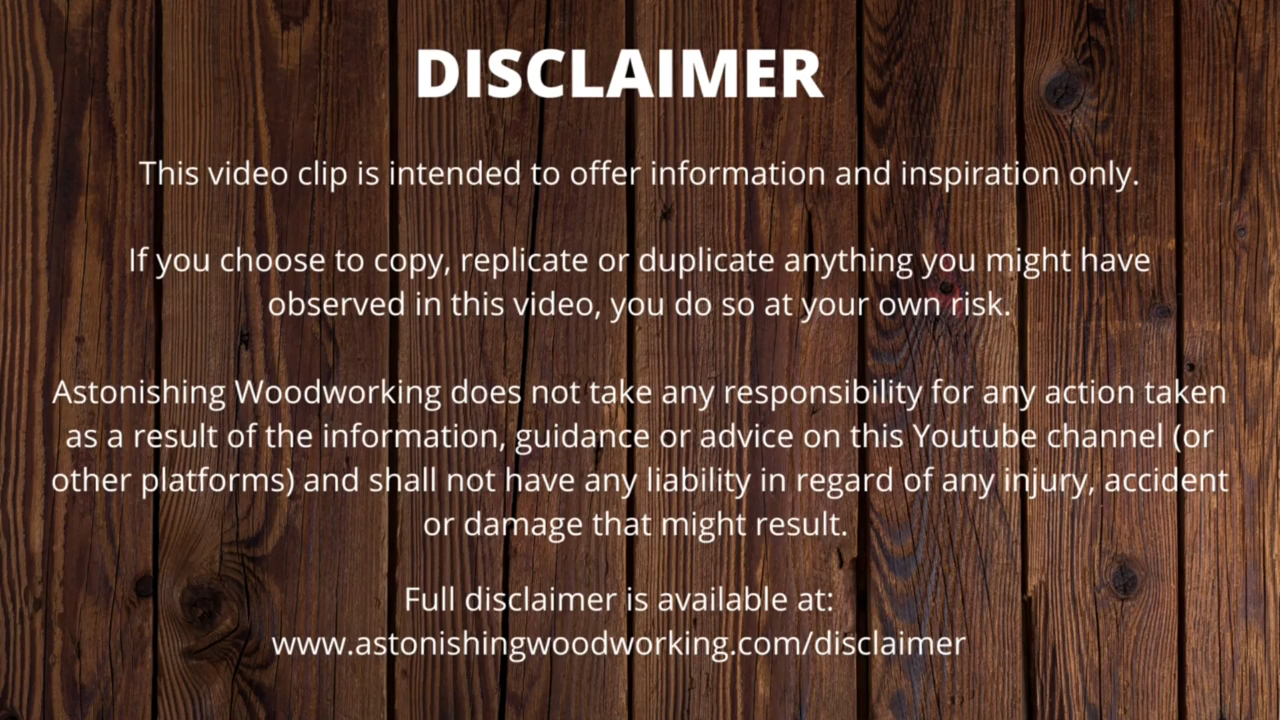 DISCLAIMER
This video clip is intended to offer information and inspiration only.
If you choose to copy, replicate or duplicate anything you might have
observed in this video, you do so at your own risk.
Astonishing Woodworking does not take any responsibility for any action taken
as a result of the information, guidance or advice on this Youtube channel (or
other platforms) and shall not have any liability in regard of any injury, accident
or damage that might result.
Full disclaimer is available at:
www.astonishingwoodworking.com/disclaimer